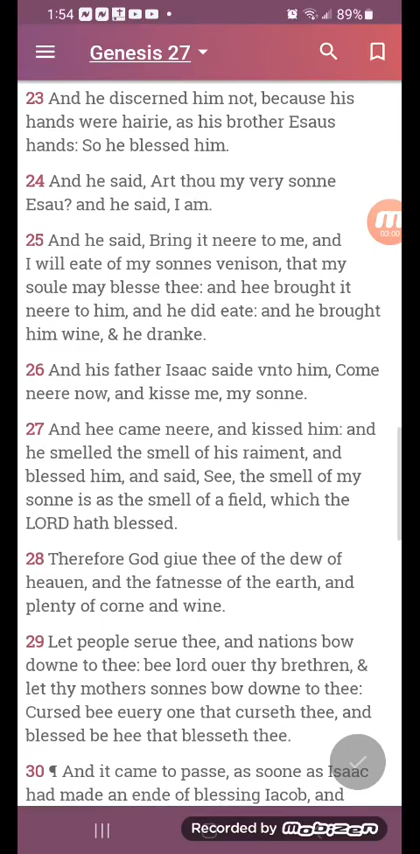 1:54 89%
Genesis 27
23 And he discerned him not, because his
hands were hairie, as his brother Esaus
hands: So he blessed him.
24 And he said, Art thou my very sonne
Esau? and he said, I am.
25 And he said, Bring it neere to me, and
I will eate of my sonnes venison, that my
soule may blesse thee: and hee brought it
neere to him, and he did eate: and he brought
him wine, & he dranke.
26 And his father Isaac saide vnto him, Come
neere now, and kisse me, my sonne.
27 And hee came neere, and kissed him: and
he smelled the smell of his raiment, and
blessed him, and said, See, the smell of my
sonne is as the smell of a field, which the
LORD hath blessed.
28 Therefore God giue thee of the dew of
heauen, and the fatnesse of the earth, and
plenty of corne and wine.
29 Let people serue thee, and nations bow
downe to thee: bee lord ouer thy brethren, &
let thy mothers sonnes bow downe to thee:
Cursed bee euery one that curseth thee, and
blessed be hee that blesseth thee.
30 ¶ And it came to passe, as soone as Isaac
had made an ende of blessing Iacob, and
00:00
Recorded by mobizen